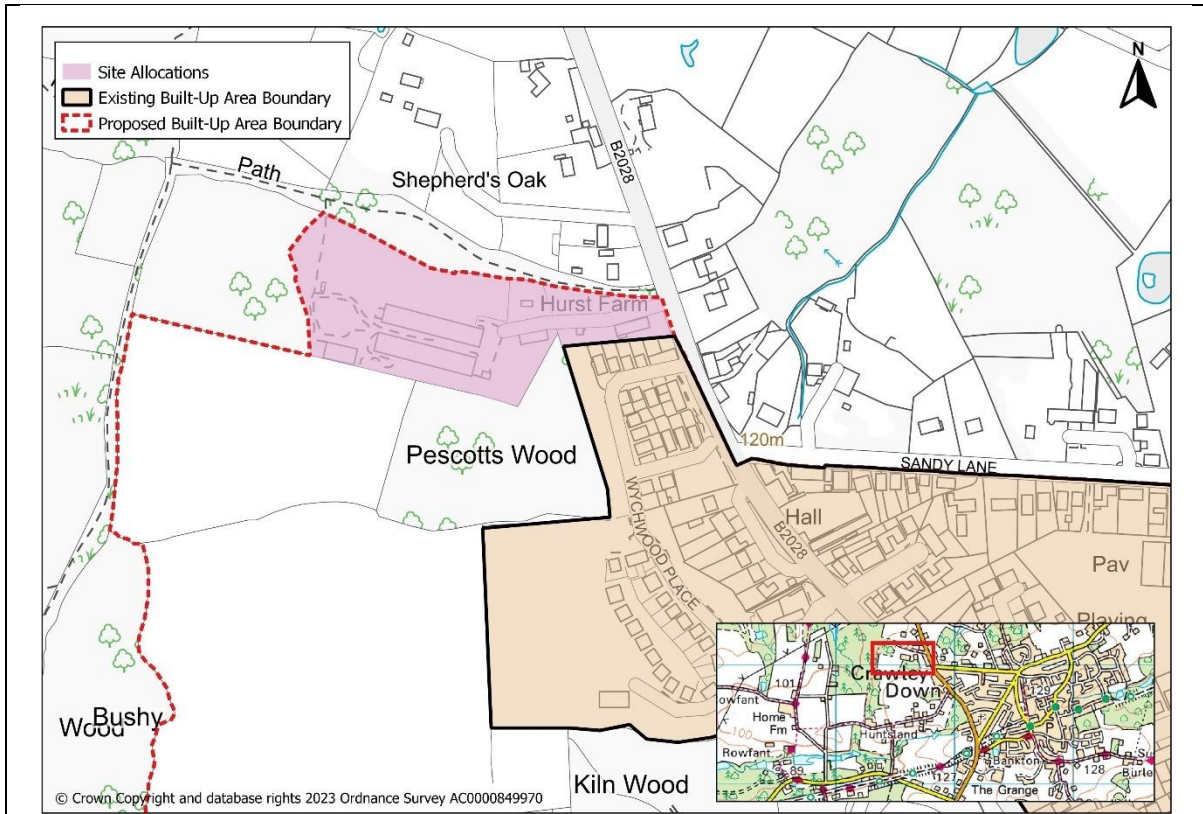 Site Allocations
Existing Built-Up Area Boundary
Proposed Built-Up Area Boundary
N
Path
Shepherd's Oak
B2028
Hurst Farm
Pescotts Wood
120m
SANDY LANE
WYCHWOOD PLACE
Hall
B2028
Pav
Playing
Bushy
Wood
Kiln Wood
101
Crawley
Down
129
Home
Fm
Huntsland
Rowfant
89
127
Bankton
128
The Grange
© Crown Copyright and database rights 2023 Ordnance Survey AC0000849970